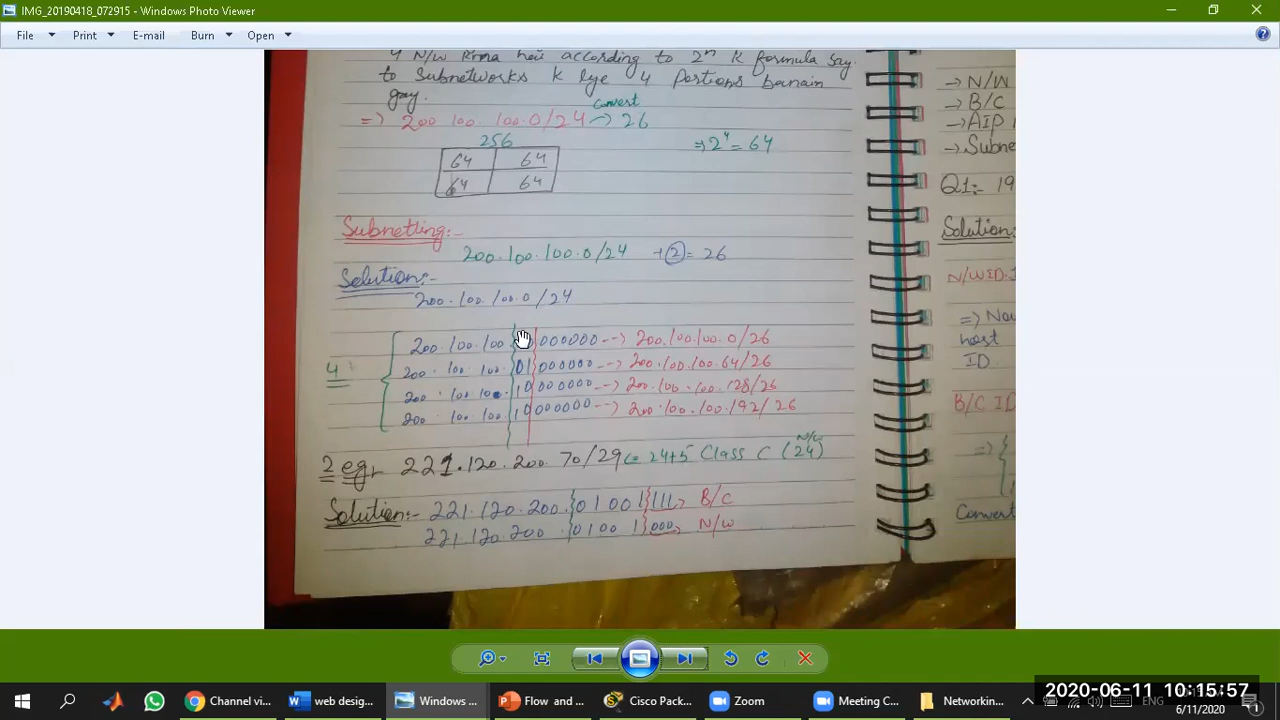 IMG_20190418_072915 - Windows Photo Viewer
File Print E-mail Burn Open
4 N/W krna hai according to 2^n k formula say
to Subnetworks k lye 4 Portions banain
gay.
convert
=> 200 100 100.0/24 -> 26
256
=> 2^4 = 64
64 64
64 64
Subnetting:-
200.100.100.0/24 +2 = 26
Solution:-
200.100.100.0/24
200.100.100. 000000 --> 200.100.100.0/26
4
200.100.100. 01 000000 --> 200.100.100.64/26
200.100.100. 10 000000 --> 200.100.100.128/26
200.100.100 10 000000 --> 200.100.100.192/26
N/W
2 eg, 221.120.200.70/29 <= 24+5 Class C (24)
Solution:- 221.120.200.}01001}111-> B/C
221.120.200.}01001}000-> N/W
-> N/W
-> B/C
-> AIP
-> Subne
Q1:- 19
Solution:
N/W ID.
=> Now
host
ID.
B/C ID
=>
Convert
Channel vi...
web desig...
Windows
Flow and ...
Cisco Pack...
Zoom
Meeting C...
Networkin...
ENG
2020-06-11 10:15:57
6/11/2020